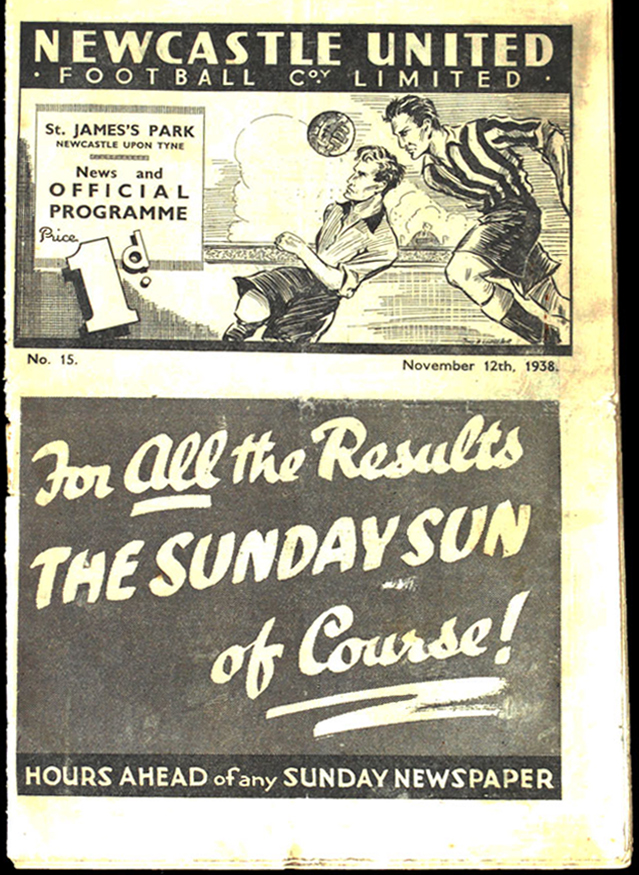 NEWCASTLE UNITED
· FOOTBALL Coʸ LIMITED ·
St. JAMES'S PARK
NEWCASTLE UPON TYNE
News and
OFFICIAL
PROGRAMME
Price
1d.
No. 15.
November 12th, 1938.
For All the Results
THE SUNDAY SUN
of Course!
HOURS AHEAD of any SUNDAY NEWSPAPER